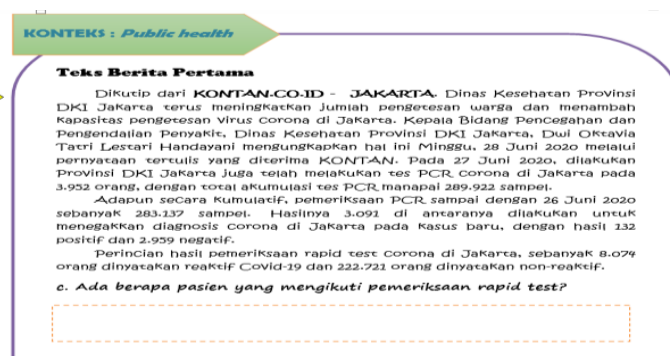 KONTEKS : Public health
Teks Berita Pertama
Dikutip dari KONTAN.CO.ID - JAKARTA. Dinas Kesehatan Provinsi
DKI Jakarta terus meningkatkan jumlah pengetesan warga dan menambah
kapasitas pengetesan virus corona di Jakarta. Kepala Bidang Pencegahan dan
Pengendalian Penyakit, Dinas Kesehatan Provinsi DKI Jakarta, Dwi Oktavia
Tatri Lestari Handayani mengungkapkan hal ini Minggu, 28 Juni 2020 melalui
pernyataan tertulis yang diterima KONTAN. Pada 27 Juni 2020, dilakukan
Provinsi DKI Jakarta juga telah melakukan tes PCR corona di Jakarta pada
3.952 orang, dengan total akumulasi tes PCR manapai 289.922 sampel.
Adapun secara kumulatif, pemeriksaan PCR sampai dengan 26 Juni 2020
sebanyak 283.137 sampel. Hasilnya 3.091 di antaranya dilakukan untuk
menegakkan diagnosis corona di Jakarta pada kasus baru, dengan hasil 132
positif dan 2.959 negatif.
Perincian hasil pemeriksaan rapid test corona di Jakarta, sebanyak 8.074
orang dinyatakan reaktif CoVid-19 dan 222.721 orang dinyatakan non-reaktif.
c. Ada berapa pasien yang mengikuti pemeriksaan rapid test?